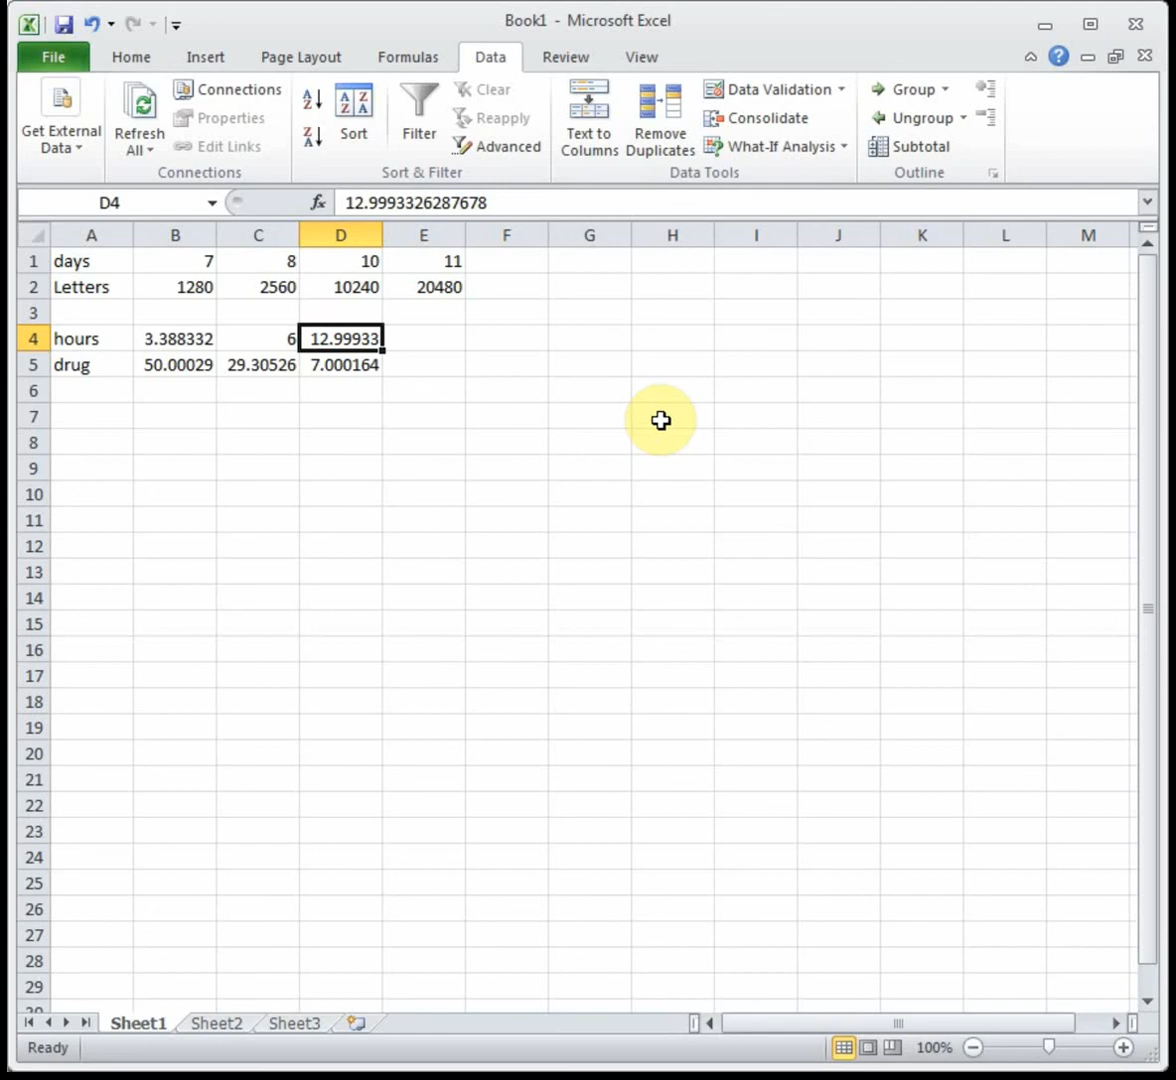 Book1 - Microsoft Excel
File Home Insert Page Layout Formulas Data Review View
Get External Data
Refresh All
Connections
Properties
Edit Links
Connections
Sort
Filter
Clear
Reapply
Advanced
Sort & Filter
Text to Columns
Remove Duplicates
Data Validation
Consolidate
What-If Analysis
Data Tools
Group
Ungroup
Subtotal
Outline
D4 fx 12.9993326287678
A B C D E F G H I J K L M
1 days 7 8 10 11
2 Letters 1280 2560 10240 20480
3
4 hours 3.388332 6 12.99933
5 drug 50.00029 29.30526 7.000164
6
7
8
9
10
11
12
13
14
15
16
17
18
19
20
21
22
23
24
25
26
27
28
29
Sheet1 Sheet2 Sheet3
Ready 100%